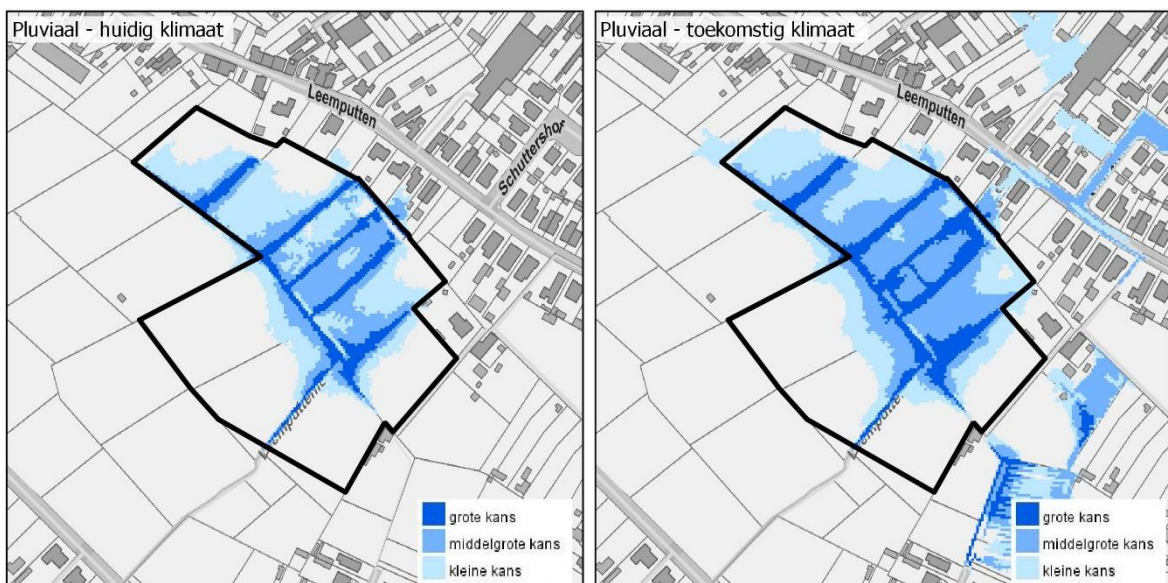 Pluviaal - huidig klimaat
Leemputten
Schuttershof
grote kans
middelgrote kans
kleine kans
Pluviaal - toekomstig klimaat
Leemputten
grote kans
middelgrote kans
kleine kans